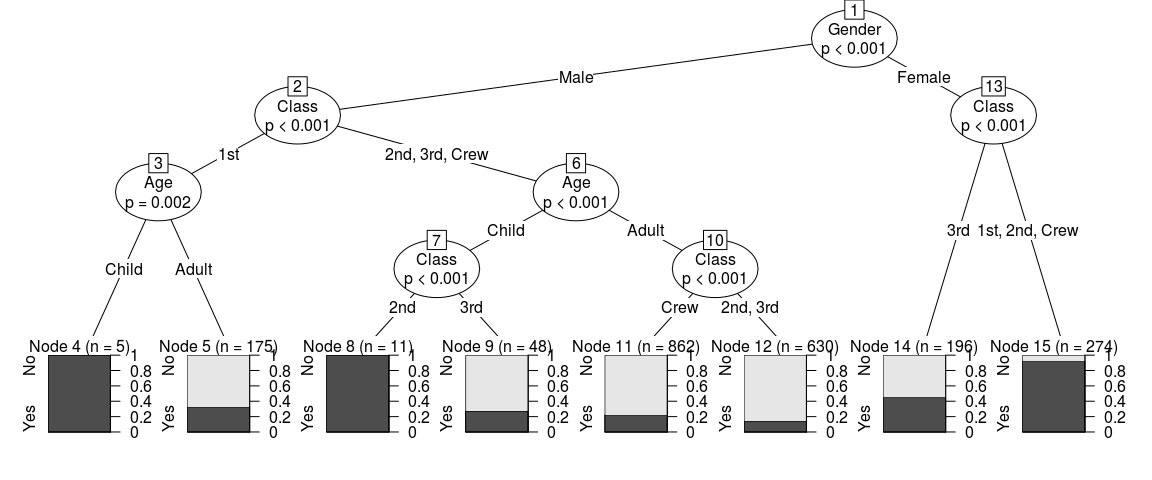 1
Gender
p < 0.001
Male
Female
2
Class
p < 0.001
13
Class
p < 0.001
1st
2nd, 3rd, Crew
3
Age
p = 0.002
6
Age
p < 0.001
Child
Adult
3rd
1st, 2nd, Crew
7
Class
p < 0.001
10
Class
p < 0.001
Child
Adult
2nd
3rd
Crew
2nd, 3rd
Node 4 (n = 5)
Yes
No
0
0.2
0.4
0.6
0.8
1
Node 5 (n = 175)
Yes
No
0
0.2
0.4
0.6
0.8
1
Node 8 (n = 11)
Yes
No
0
0.2
0.4
0.6
0.8
1
Node 9 (n = 48)
Yes
No
0
0.2
0.4
0.6
0.8
1
Node 11 (n = 862)
Yes
No
0
0.2
0.4
0.6
0.8
1
Node 12 (n = 630)
Yes
No
0
0.2
0.4
0.6
0.8
1
Node 14 (n = 196)
Yes
No
0
0.2
0.4
0.6
0.8
1
Node 15 (n = 274)
Yes
No
0
0.2
0.4
0.6
0.8
1